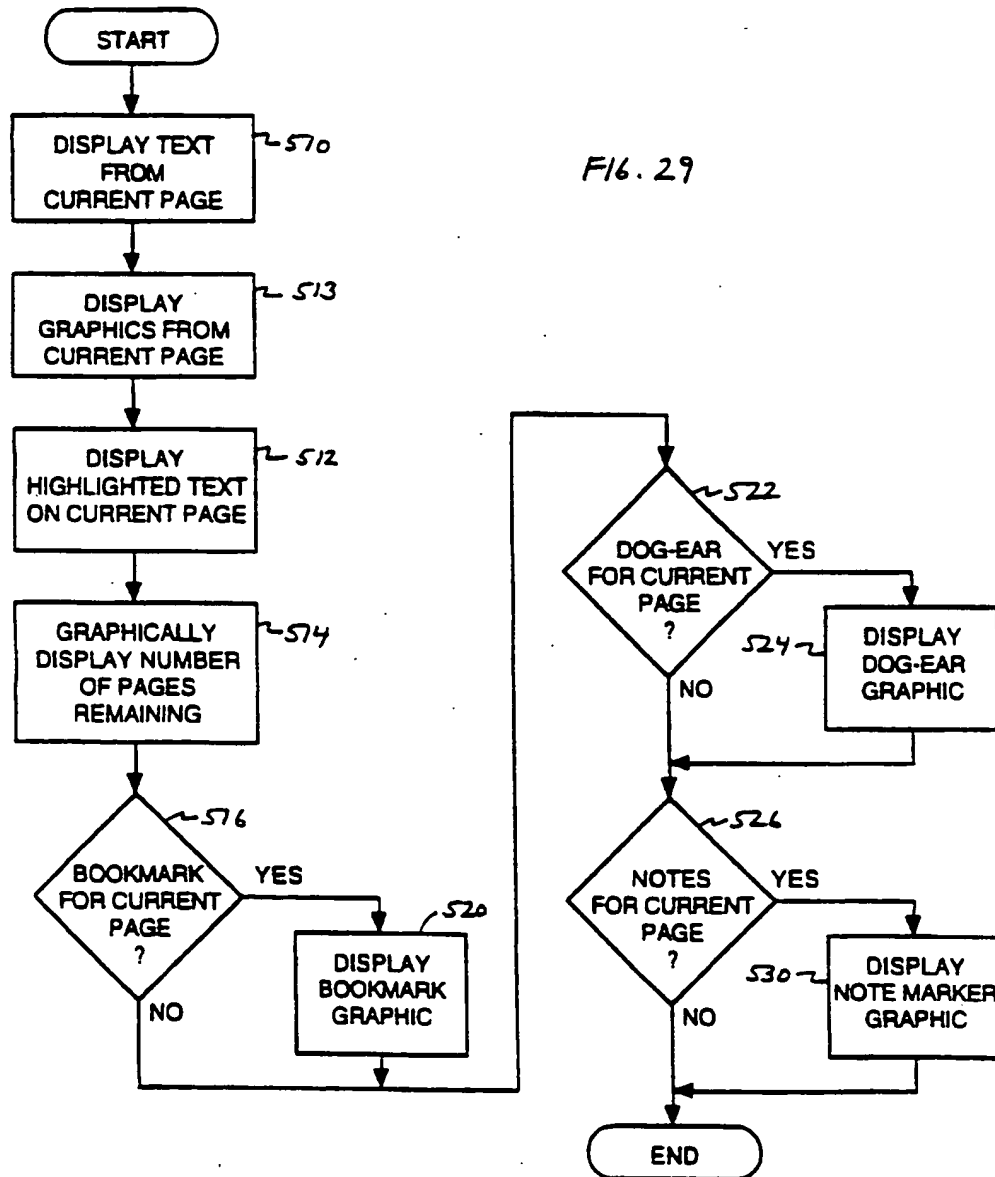 START
DISPLAY TEXT
FROM
CURRENT PAGE
510
FIG. 29
DISPLAY
GRAPHICS FROM
CURRENT PAGE
513
DISPLAY
HIGHLIGHTED TEXT
ON CURRENT PAGE
512
GRAPHICALLY
DISPLAY NUMBER
OF PAGES
REMAINING
514
BOOKMARK
FOR CURRENT
PAGE
?
516
YES
NO
DISPLAY
BOOKMARK
GRAPHIC
520
DOG-EAR
FOR CURRENT
PAGE
?
522
YES
NO
DISPLAY
DOG-EAR
GRAPHIC
524
NOTES
FOR CURRENT
PAGE
?
526
YES
NO
DISPLAY
NOTE MARKER
GRAPHIC
530
END